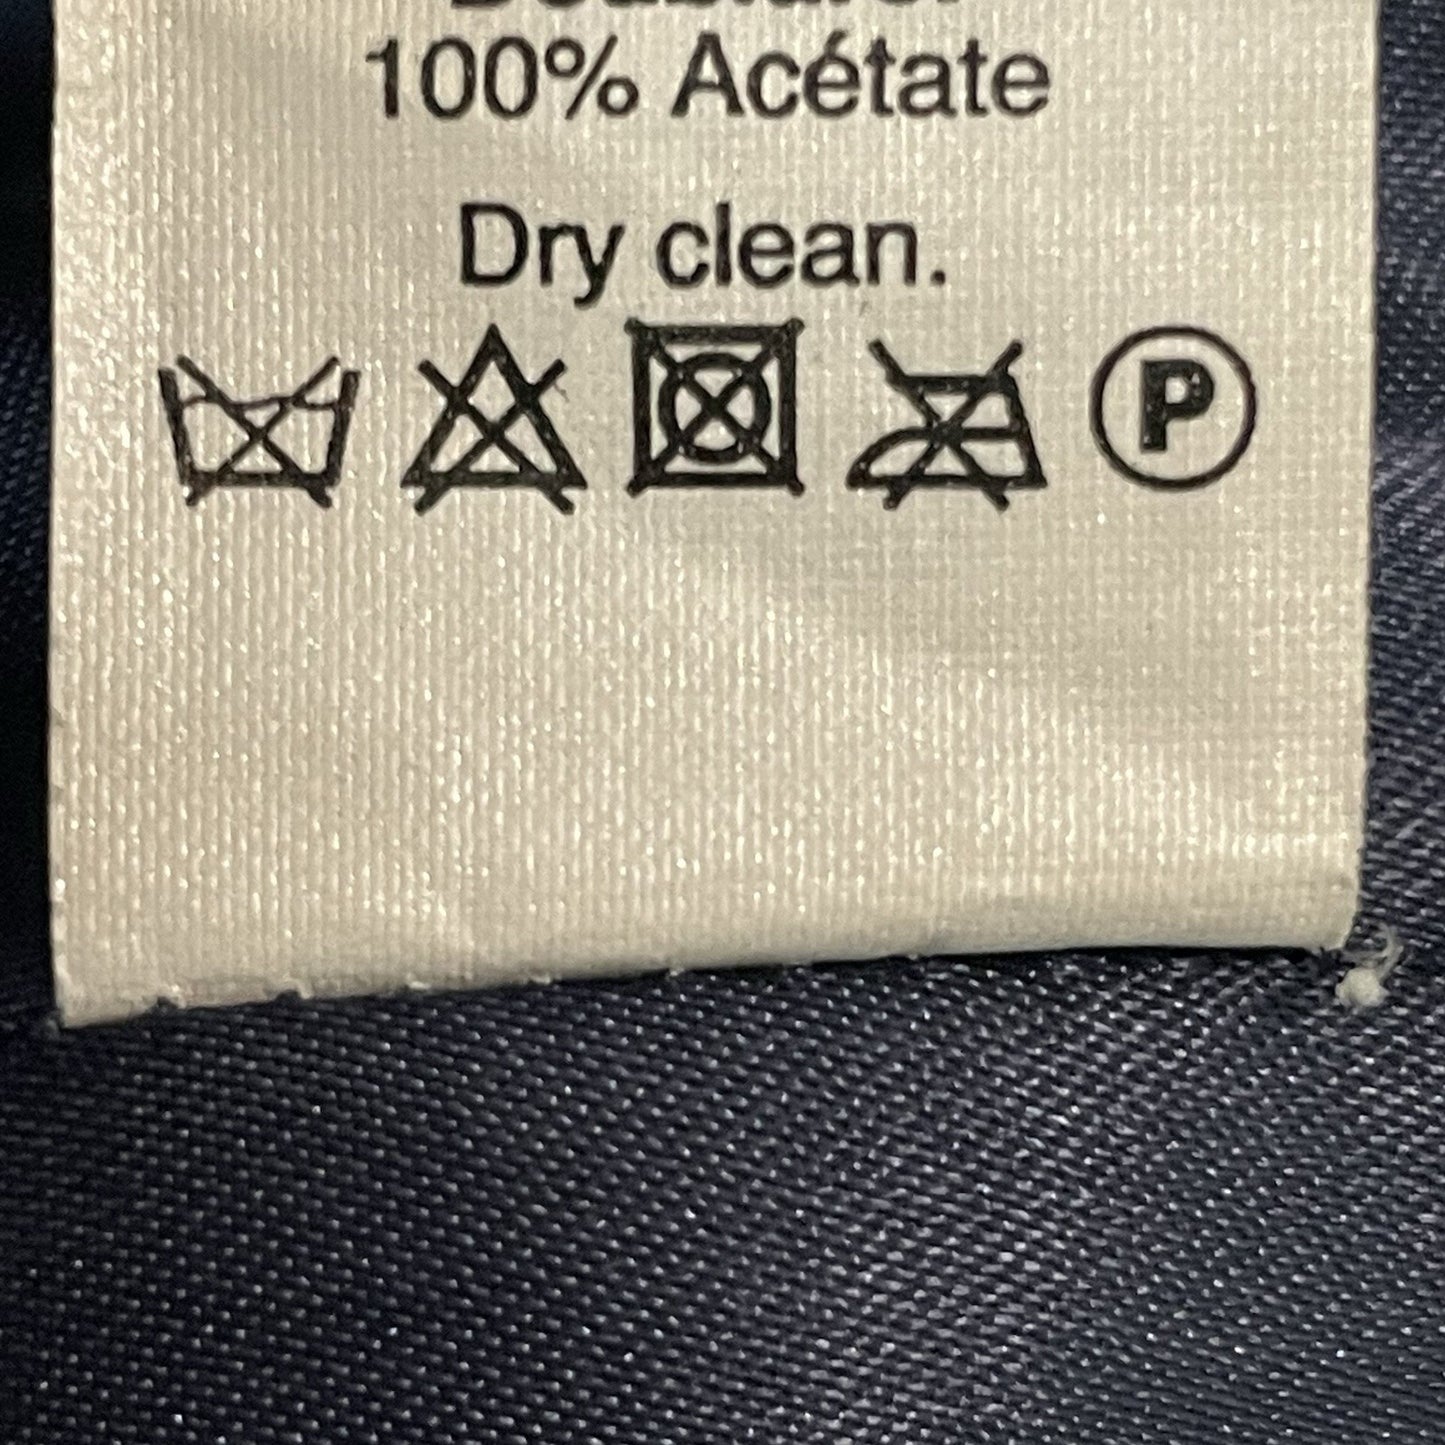 100% Acétate
Dry clean.
P